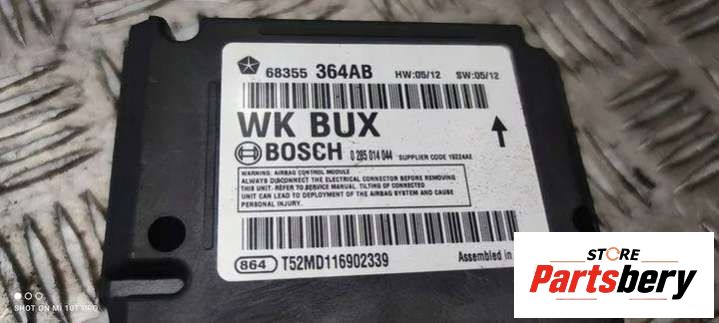 68355 364AB HW:05/12 SW:05/12
WK BUX
BOSCH 0 285 014 044 SUPPLIER CODE 18224AE
WARNING: AIRBAG CONTROL MODULE
ALWAYS DISCONNECT THE ELECTRICAL CONNECTOR BEFORE REMOVING
THIS UNIT. REFER TO SERVICE MANUAL. TILTING OF CONNECTED
UNIT CAN LEAD TO DEPLOYMENT OF THE AIRBAG SYSTEM AND CAUSE
PERSONAL INJURY.
864 T52MD116902339 Assembled in
SHOT ON MI 10T PRO
STORE
Partsbery